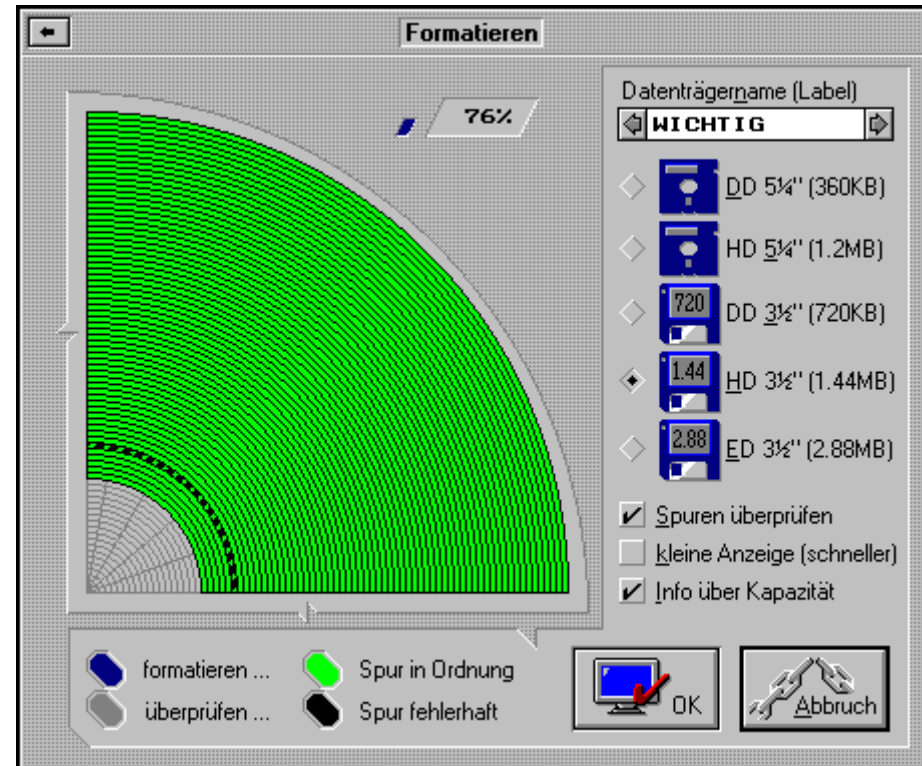 Formatieren
76%
Datenträgername (Label)
WICHTIG
DD 5¼" (360KB)
HD 5¼" (1.2MB)
720
DD 3½" (720KB)
1.44
HD 3½" (1.44MB)
2.88
ED 3½" (2.88MB)
Spuren überprüfen
kleine Anzeige (schneller)
Info über Kapazität
formatieren ...
Spur in Ordnung
überprüfen ...
Spur fehlerhaft
OK
Abbruch